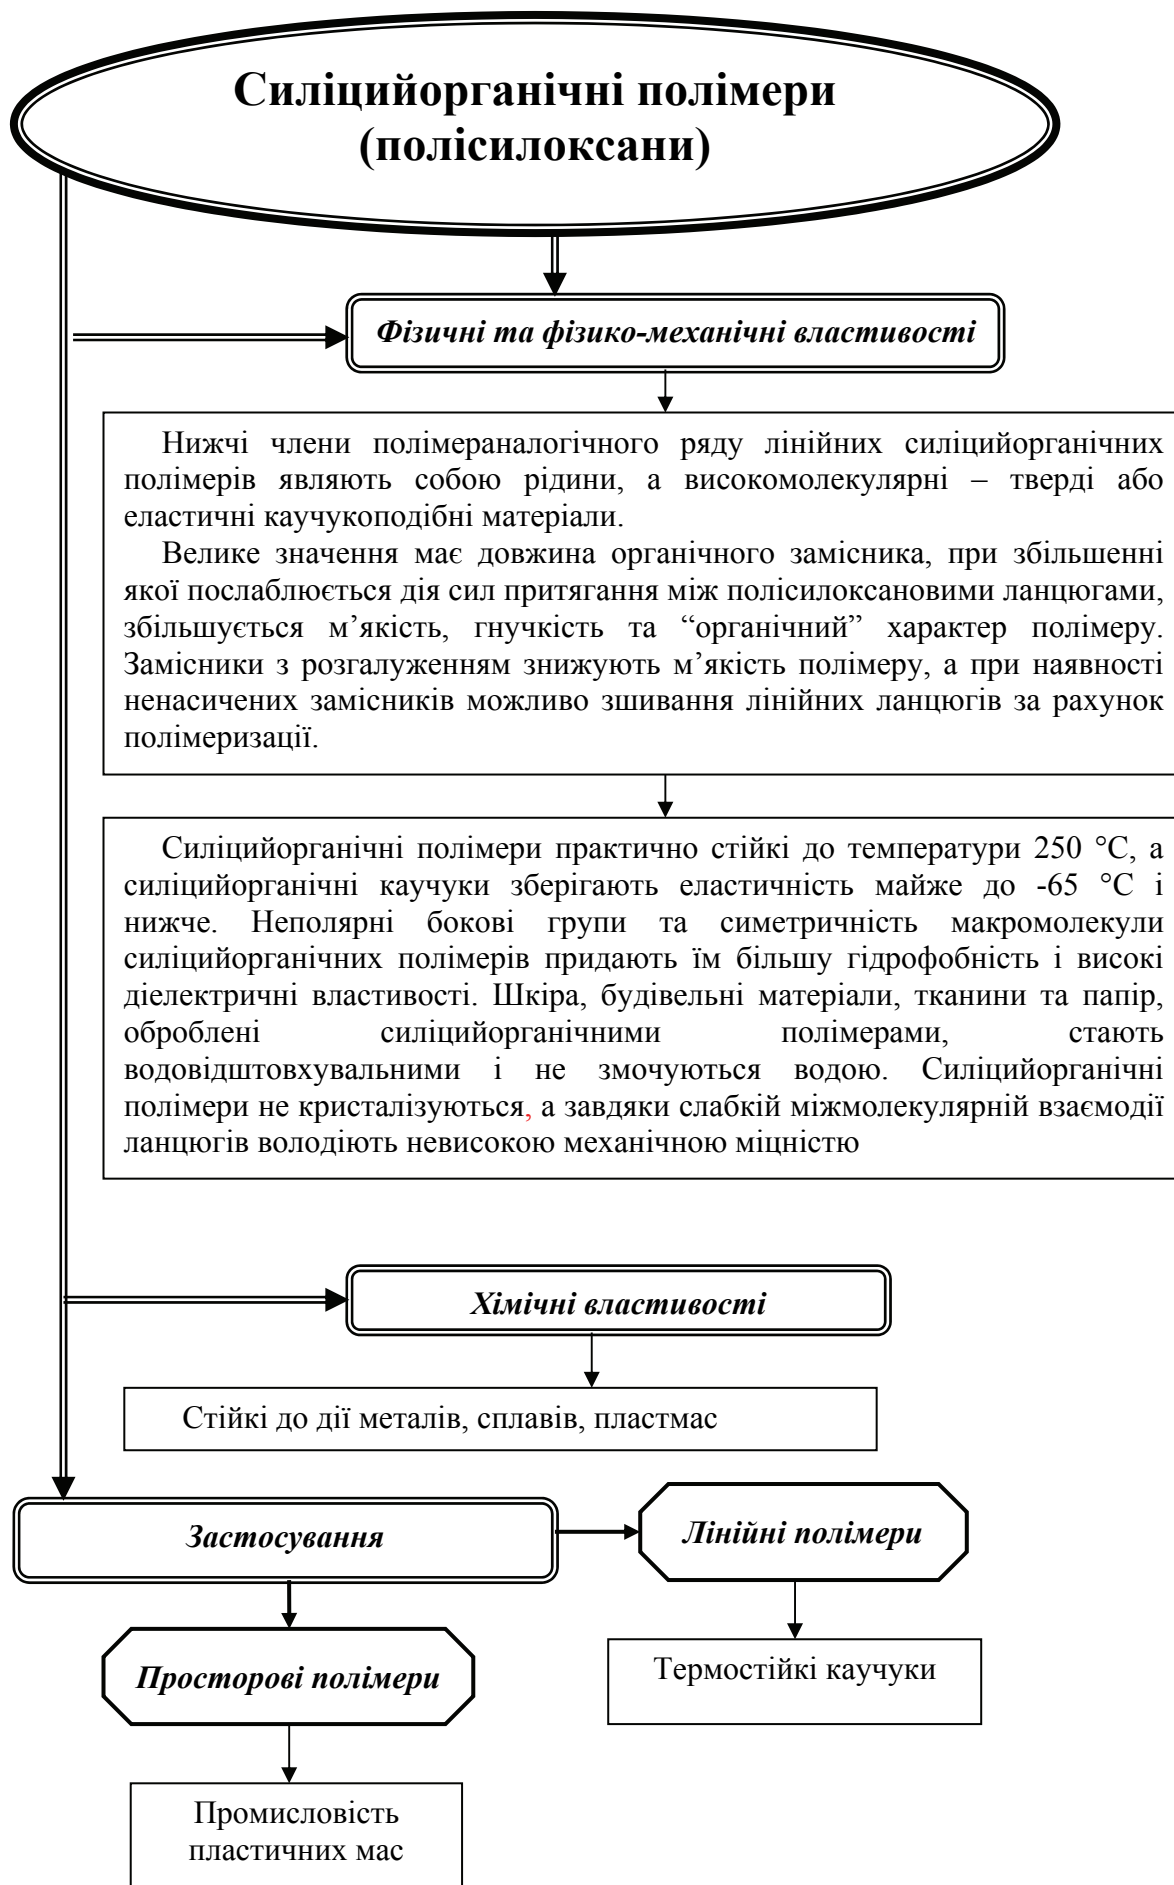 Силіцийорганічні полімери
(полісилоксани)
Фізичні та фізико-механічні властивості
Нижчі члени полімераналогічного ряду лінійних силіцийорганічних
полімерів являють собою рідини, а високомолекулярні – тверді або
еластичні каучукоподібні матеріали.
Велике значення має довжина органічного замісника, при збільшенні
якої послаблюється дія сил притягання між полісилоксановими ланцюгами,
збільшується м’якість, гнучкість та “органічний” характер полімеру.
Замісники з розгалуженням знижують м’якість полімеру, а при наявності
ненасичених замісників можливо зшивання лінійних ланцюгів за рахунок
полімеризації.
Силіцийорганічні полімери практично стійкі до температури 250 °С, а
силіцийорганічні каучуки зберігають еластичність майже до -65 °С і
нижче. Неполярні бокові групи та симетричність макромолекули
силіцийорганічних полімерів придають їм більшу гідрофобність і високі
діелектричні властивості. Шкіра, будівельні матеріали, тканини та папір,
оброблені силіцийорганічними полімерами, стають
водовідштовхувальними і не змочуються водою. Силіцийорганічні
полімери не кристалізуються, а завдяки слабкій міжмолекулярній взаємодії
ланцюгів володіють невисокою механічною міцністю
Хімічні властивості
Стійкі до дії металів, сплавів, пластмас
Застосування
Лінійні полімери
Просторові полімери
Термостійкі каучуки
Промисловість
пластичних мас